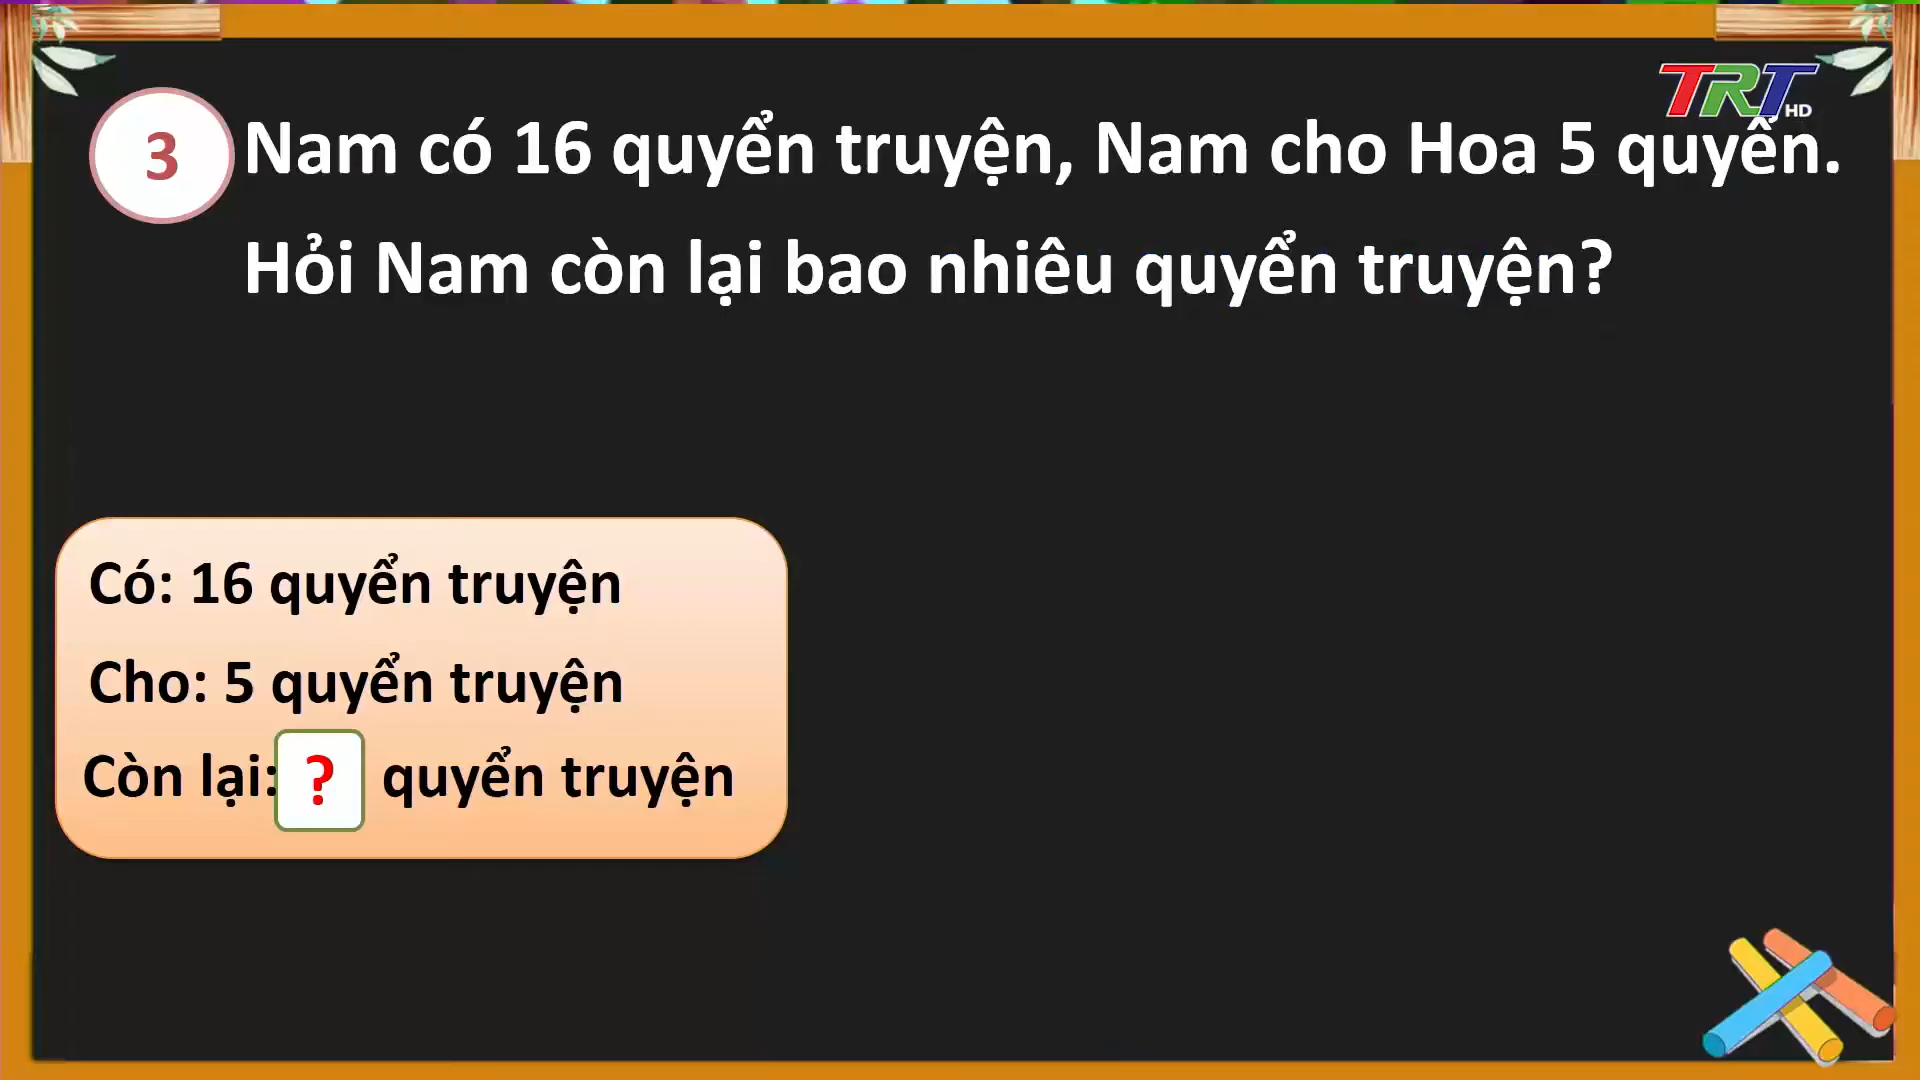 TRT HD
3
Nam có 16 quyển truyện, Nam cho Hoa 5 quyển.
Hỏi Nam còn lại bao nhiêu quyển truyện?
Có: 16 quyển truyện
Cho: 5 quyển truyện
Còn lại: ? quyển truyện